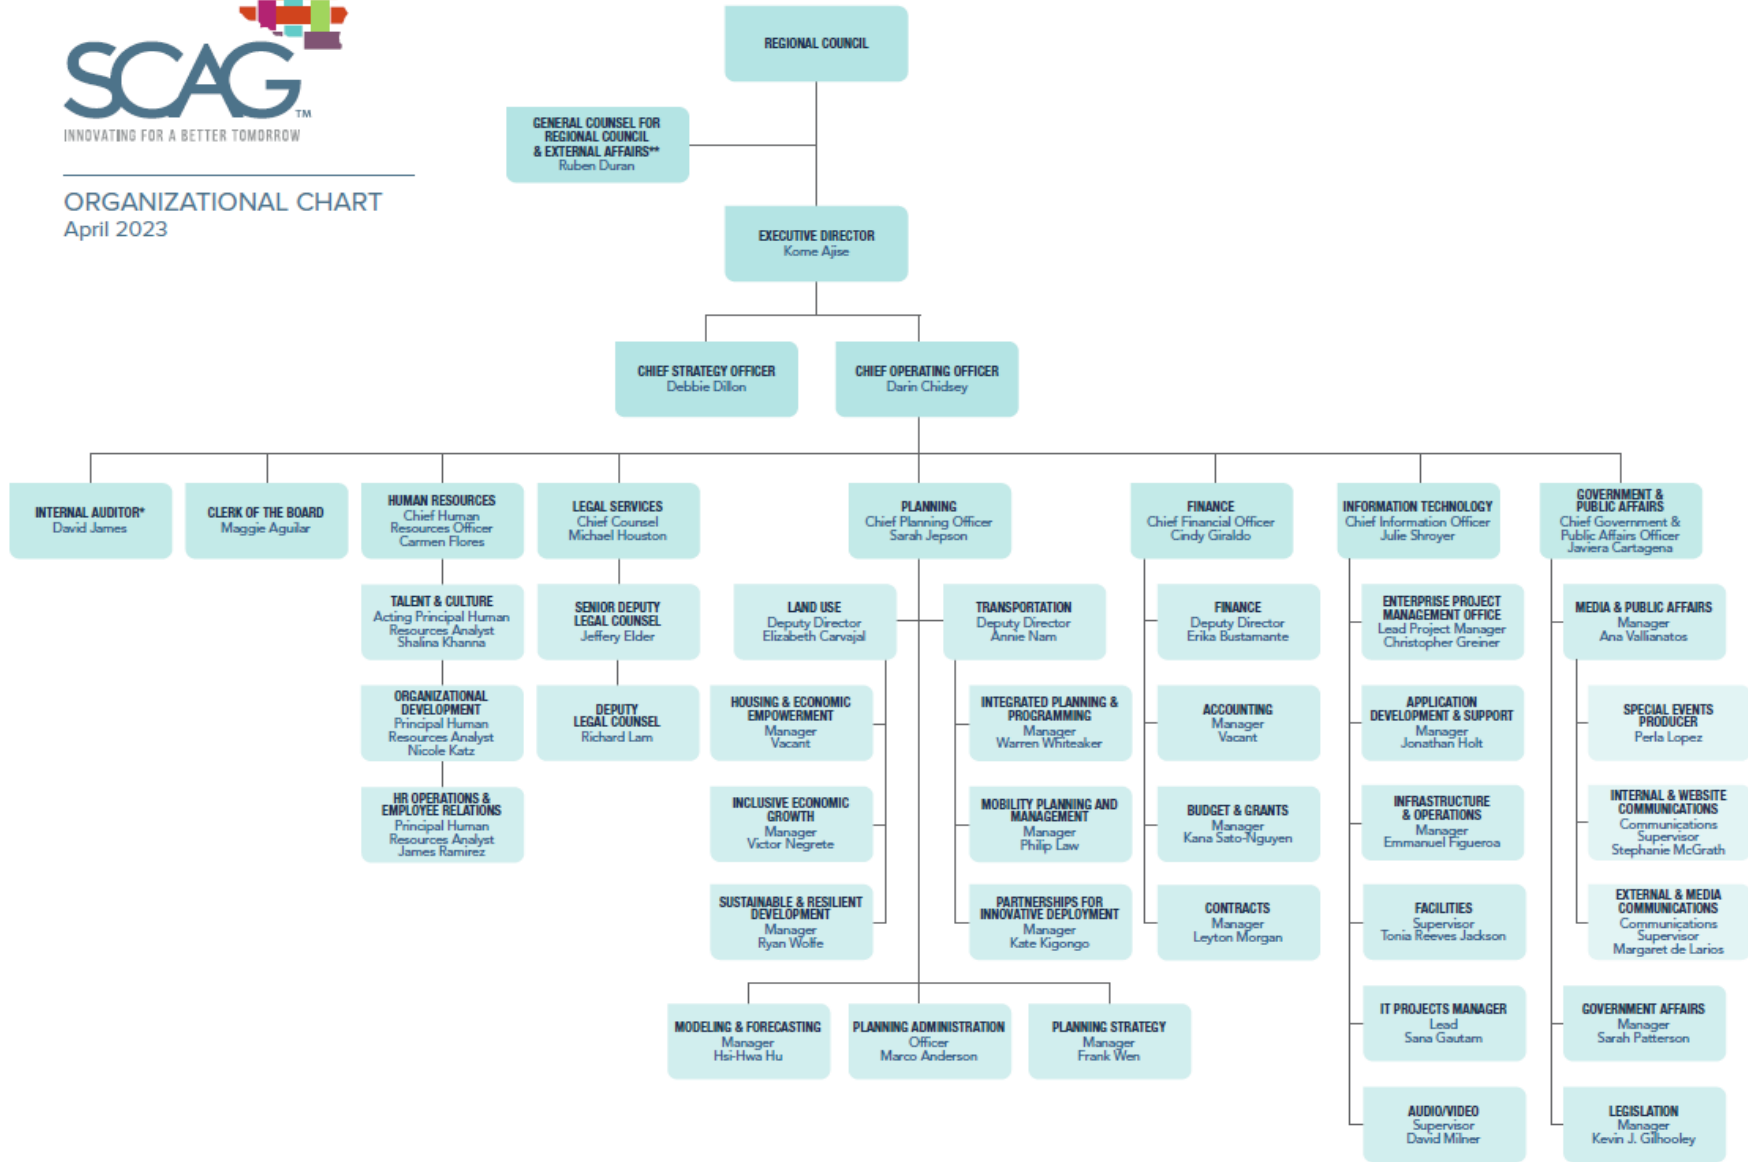 SCAG™
INNOVATING FOR A BETTER TOMORROW
ORGANIZATIONAL CHART
April 2023
REGIONAL COUNCIL
GENERAL COUNSEL FOR
REGIONAL COUNCIL
& EXTERNAL AFFAIRS**
Ruben Duran
EXECUTIVE DIRECTOR
Kome Ajise
CHIEF STRATEGY OFFICER
Debbie Dillon
CHIEF OPERATING OFFICER
Darin Chidsey
INTERNAL AUDITOR*
David James
CLERK OF THE BOARD
Maggie Aguilar
HUMAN RESOURCES
Chief Human
Resources Officer
Carmen Flores
TALENT & CULTURE
Acting Principal Human
Resources Analyst
Shalina Khanna
ORGANIZATIONAL
DEVELOPMENT
Principal Human
Resources Analyst
Nicole Katz
HR OPERATIONS &
EMPLOYEE RELATIONS
Principal Human
Resources Analyst
James Ramirez
LEGAL SERVICES
Chief Counsel
Michael Houston
SENIOR DEPUTY
LEGAL COUNSEL
Jeffery Elder
DEPUTY
LEGAL COUNSEL
Richard Lam
PLANNING
Chief Planning Officer
Sarah Jepson
LAND USE
Deputy Director
Elizabeth Carvajal
HOUSING & ECONOMIC
EMPOWERMENT
Manager
Vacant
INCLUSIVE ECONOMIC
GROWTH
Manager
Victor Negrete
SUSTAINABLE & RESILIENT
DEVELOPMENT
Manager
Ryan Wolfe
TRANSPORTATION
Deputy Director
Annie Nam
INTEGRATED PLANNING &
PROGRAMMING
Manager
Warren Whiteaker
MOBILITY PLANNING AND
MANAGEMENT
Manager
Philip Law
PARTNERSHIPS FOR
INNOVATIVE DEPLOYMENT
Manager
Kate Kigongo
MODELING & FORECASTING
Manager
Hsi-Hwa Hu
PLANNING ADMINISTRATION
Officer
Marco Anderson
PLANNING STRATEGY
Manager
Frank Wen
FINANCE
Chief Financial Officer
Cindy Giraldo
FINANCE
Deputy Director
Erika Bustamante
ACCOUNTING
Manager
Vacant
BUDGET & GRANTS
Manager
Kana Sato-Nguyen
CONTRACTS
Manager
Leyton Morgan
INFORMATION TECHNOLOGY
Chief Information Officer
Julie Shroyer
ENTERPRISE PROJECT
MANAGEMENT OFFICE
Lead Project Manager
Christopher Greiner
APPLICATION
DEVELOPMENT & SUPPORT
Manager
Jonathan Holt
INFRASTRUCTURE
& OPERATIONS
Manager
Emmanuel Figueroa
FACILITIES
Supervisor
Tonia Reeves Jackson
IT PROJECTS MANAGER
Lead
Sana Gautam
AUDIO/VIDEO
Supervisor
David Milner
GOVERNMENT &
PUBLIC AFFAIRS
Chief Government &
Public Affairs Officer
Javiera Cartagena
MEDIA & PUBLIC AFFAIRS
Manager
Ana Vallianatos
SPECIAL EVENTS
PRODUCER
Perla Lopez
INTERNAL & WEBSITE
COMMUNICATIONS
Communications
Supervisor
Stephanie McGrath
EXTERNAL & MEDIA
COMMUNICATIONS
Communications
Supervisor
Margaret de Larios
GOVERNMENT AFFAIRS
Manager
Sarah Patterson
LEGISLATION
Manager
Kevin J. Gilhooley